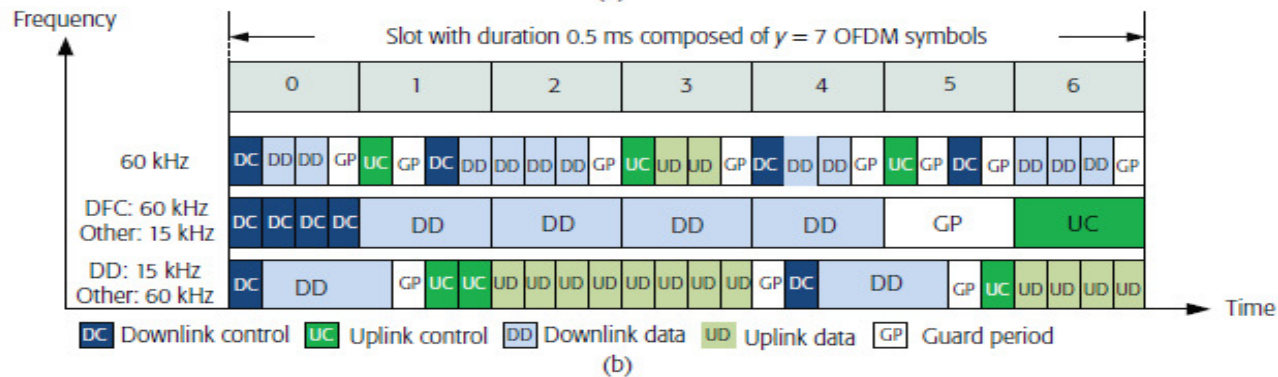 Frequency
Slot with duration 0.5 ms composed of y = 7 OFDM symbols
0 1 2 3 4 5 6
60 kHz
DC DD DD GP UC GP DC DD DD DD DD GP UC UD UD GP DC DD DD GP UC GP DC GP DD DD DD GP
DFC: 60 kHz
Other: 15 kHz
DC DC DC DC DD DD DD DD GP UC
DD: 15 kHz
Other: 60 kHz
DC DD GP UC UC UD UD UD UD UD UD UD UD GP DC DD GP UC UD UD UD UD
Time
DC Downlink control UC Uplink control DD Downlink data UD Uplink data GP Guard period
(b)